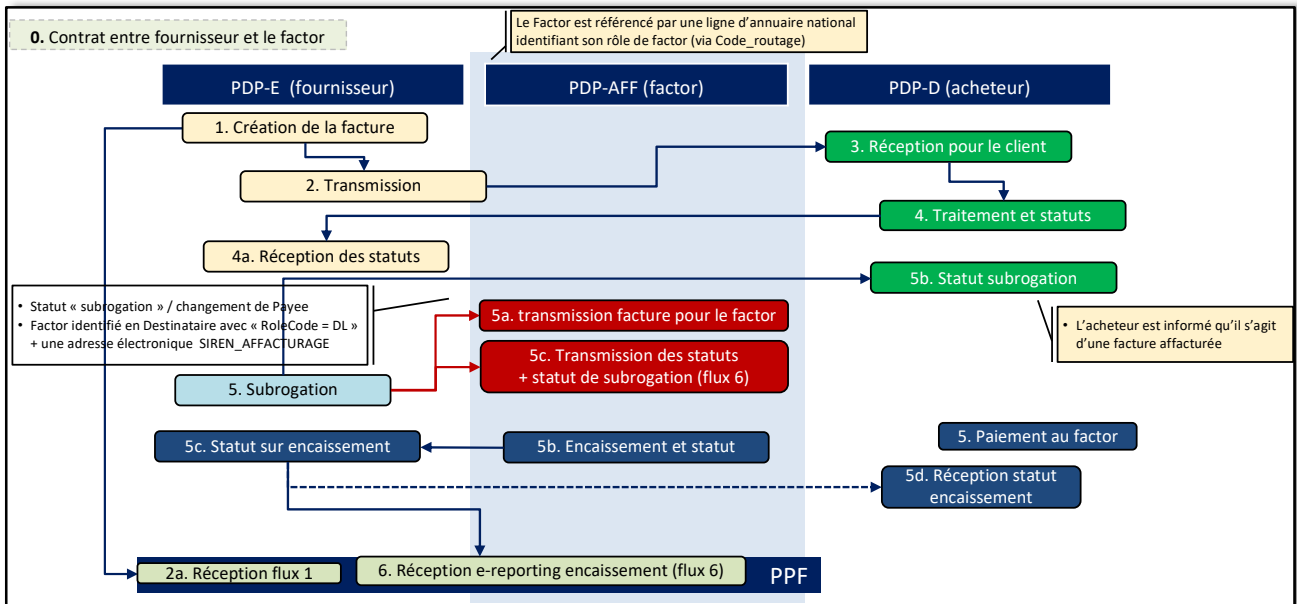 Le Factor est référencé par une ligne d'annuaire national
identifiant son rôle de factor (via Code_routage)
0. Contrat entre fournisseur et le factor
PDP-E (fournisseur)
PDP-AFF (factor)
PDP-D (acheteur)
1. Création de la facture
3. Réception pour le client
2. Transmission
4. Traitement et statuts
4a. Réception des statuts
5b. Statut subrogation
• Statut « subrogation » / changement de Payee
• Factor identifié en Destinataire avec « RoleCode = DL »
+ une adresse électronique SIREN_AFFACTURAGE
5a. transmission facture pour le factor
• L'acheteur est informé qu'il s'agit
d'une facture affacturée
5c. Transmission des statuts
+ statut de subrogation (flux 6)
5. Subrogation
5c. Statut sur encaissement
5b. Encaissement et statut
5. Paiement au factor
5d. Réception statut
encaissement
2a. Réception flux 1
6. Réception e-reporting encaissement (flux 6)
PPF